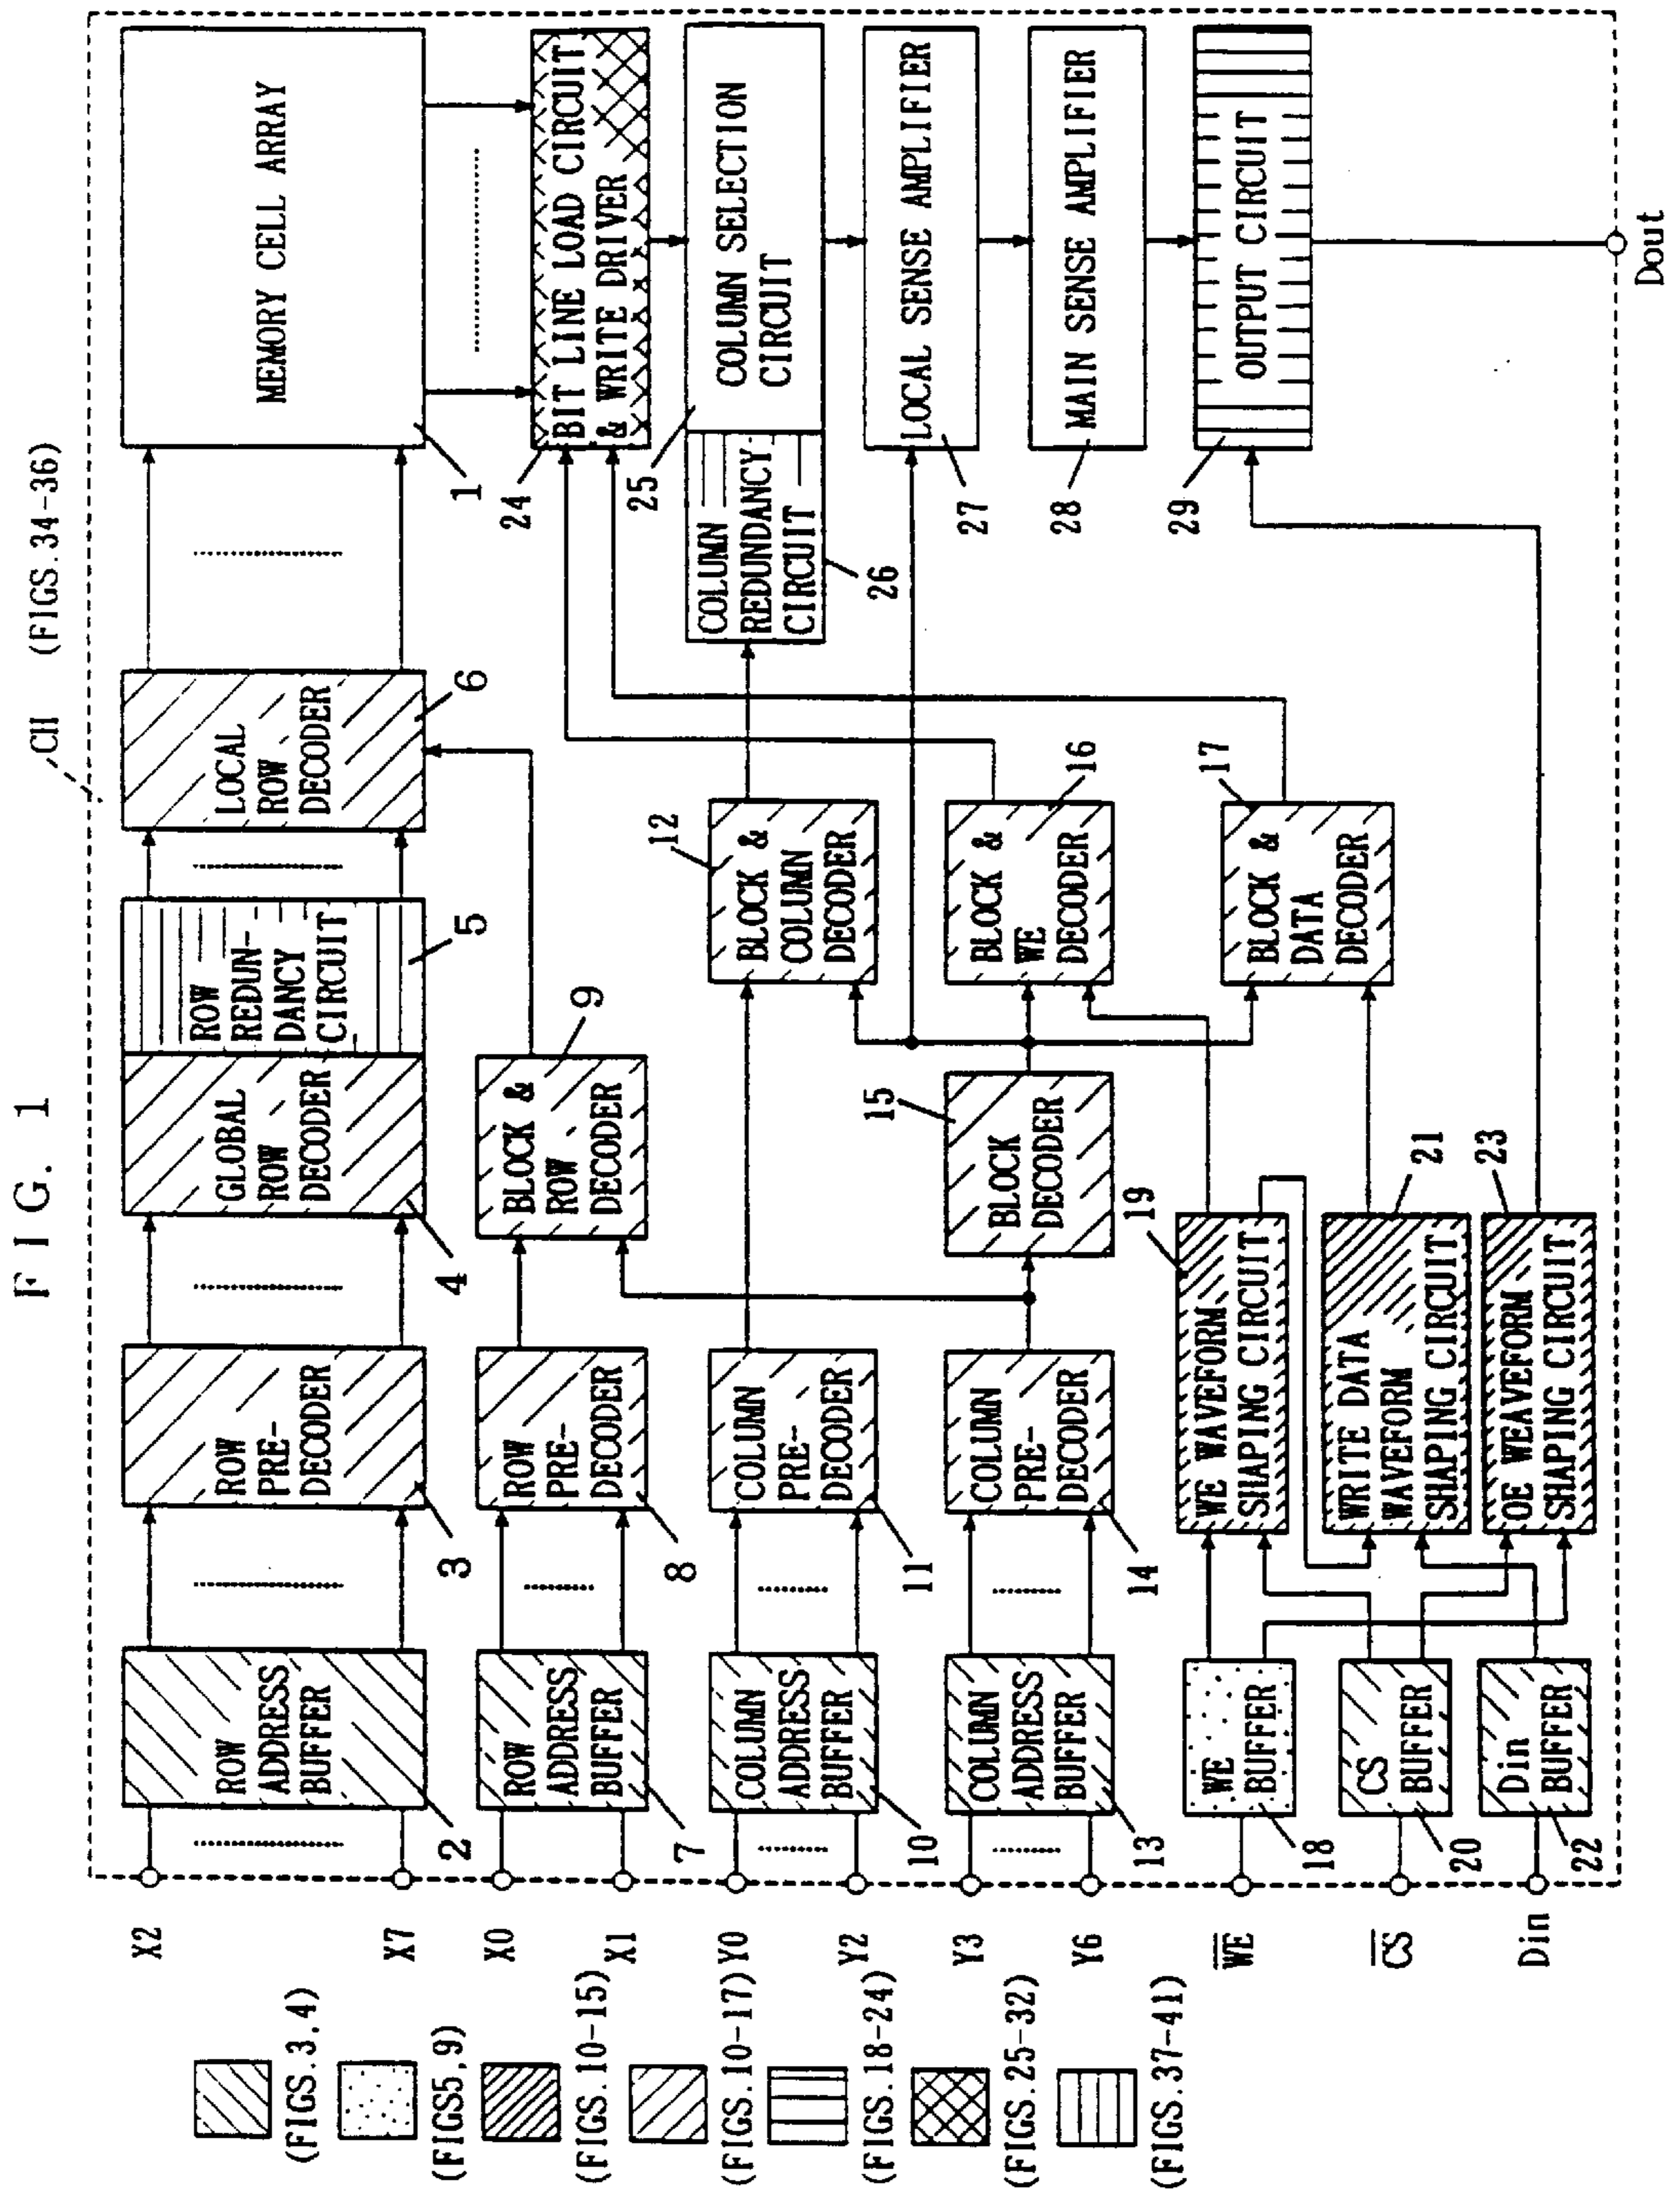 FIG. 1
CH (FIGS.34-36)
X2
X7
ROW
ADDRESS
BUFFER
2
ROW
PRE-
DECODER
3
GLOBAL
ROW
DECODER
4
ROW
REDUN-
DANCY
CIRCUIT
5
LOCAL
ROW
DECODER
6
MEMORY CELL ARRAY
1
X0
X1
ROW
ADDRESS
BUFFER
7
ROW
PRE-
DECODER
8
BLOCK &
ROW
DECODER
9
24
BIT LINE LOAD CIRCUIT
& WRITE DRIVER
Y0
Y2
COLUMN
ADDRESS
BUFFER
10
COLUMN
PRE-
DECODER
11
12
BLOCK &
COLUMN
DECODER
COLUMN
REDUNDANCY
CIRCUIT
26
25
COLUMN SELECTION
CIRCUIT
Y3
Y6
COLUMN
ADDRESS
BUFFER
13
COLUMN
PRE-
DECODER
14
15
BLOCK
DECODER
BLOCK &
WE
DECODER
16
LOCAL SENSE AMPLIFIER
27
MAIN SENSE AMPLIFIER
28
WE
WE
BUFFER
18
19
WE WAVEFORM
SHAPING CIRCUIT
17
BLOCK &
DATA
DECODER
29
OUTPUT CIRCUIT
CS
CS
BUFFER
20
WRITE DATA
WAVEFORM
SHAPING CIRCUIT
21
Din
Din
BUFFER
22
OE WEAVEFORM
SHAPING CIRCUIT
23
Dout
(FIGS.3,4)
(FIGS5,9)
(FIGS.10-15)
(FIGS.10-17)
(FIGS.18-24)
(FIGS.25-32)
(FIGS.37-41)